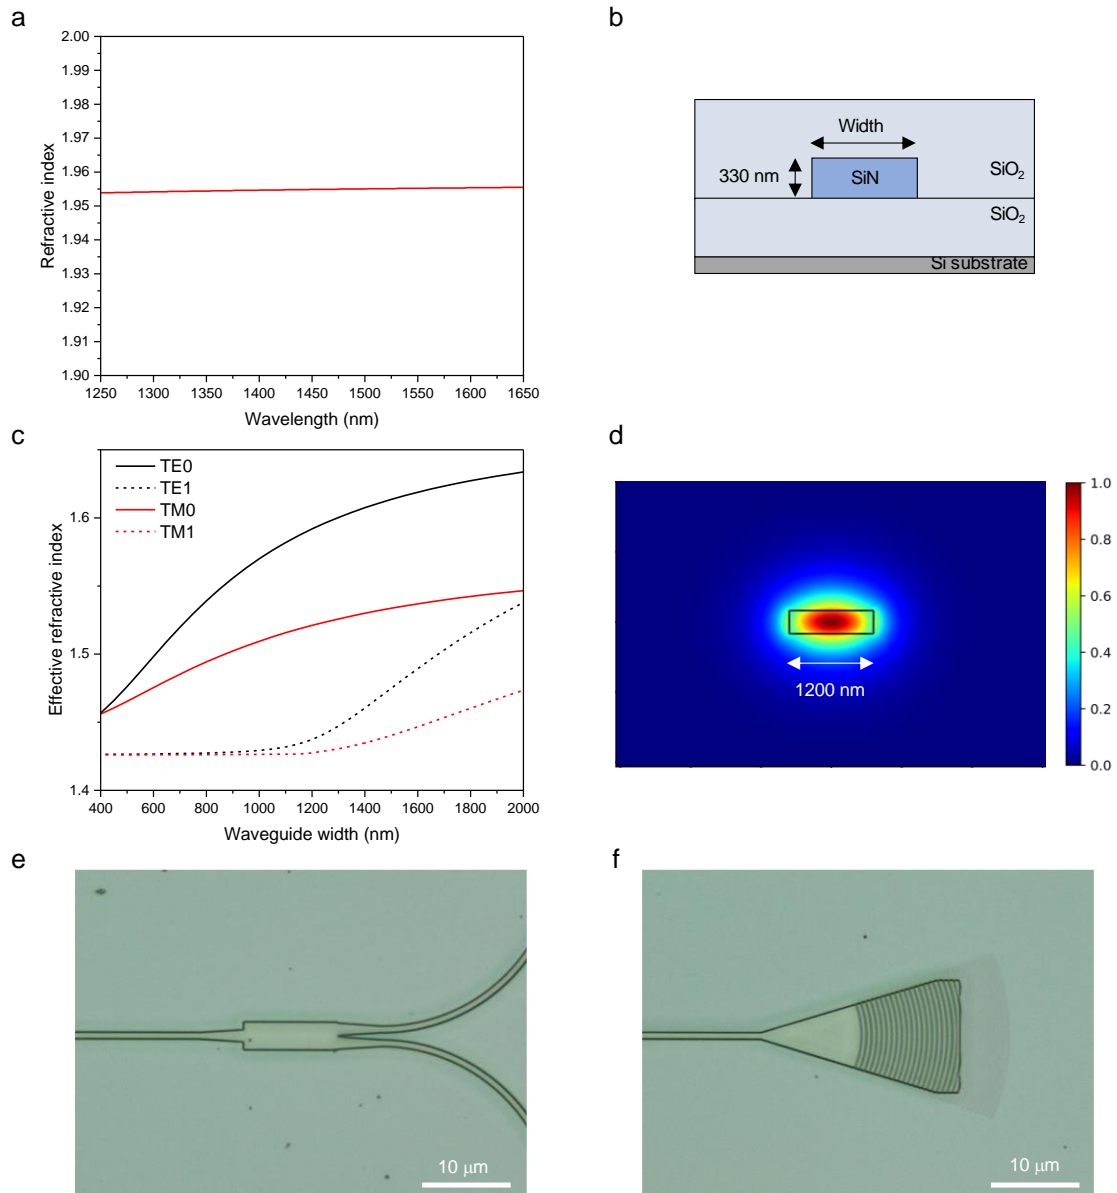 a
2.00
1.99
1.98
1.97
1.96
1.95
1.94
1.93
1.92
1.91
1.90
Refractive index
1250 1300 1350 1400 1450 1500 1550 1600 1650
Wavelength (nm)
b
Width
330 nm
SiN
SiO₂
SiO₂
Si substrate
c
TE0
TE1
TM0
TM1
1.6
1.5
1.4
Effective refractive index
400 600 800 1000 1200 1400 1600 1800 2000
Waveguide width (nm)
d
1200 nm
1.0
0.8
0.6
0.4
0.2
0.0
e
10 μm
f
10 μm